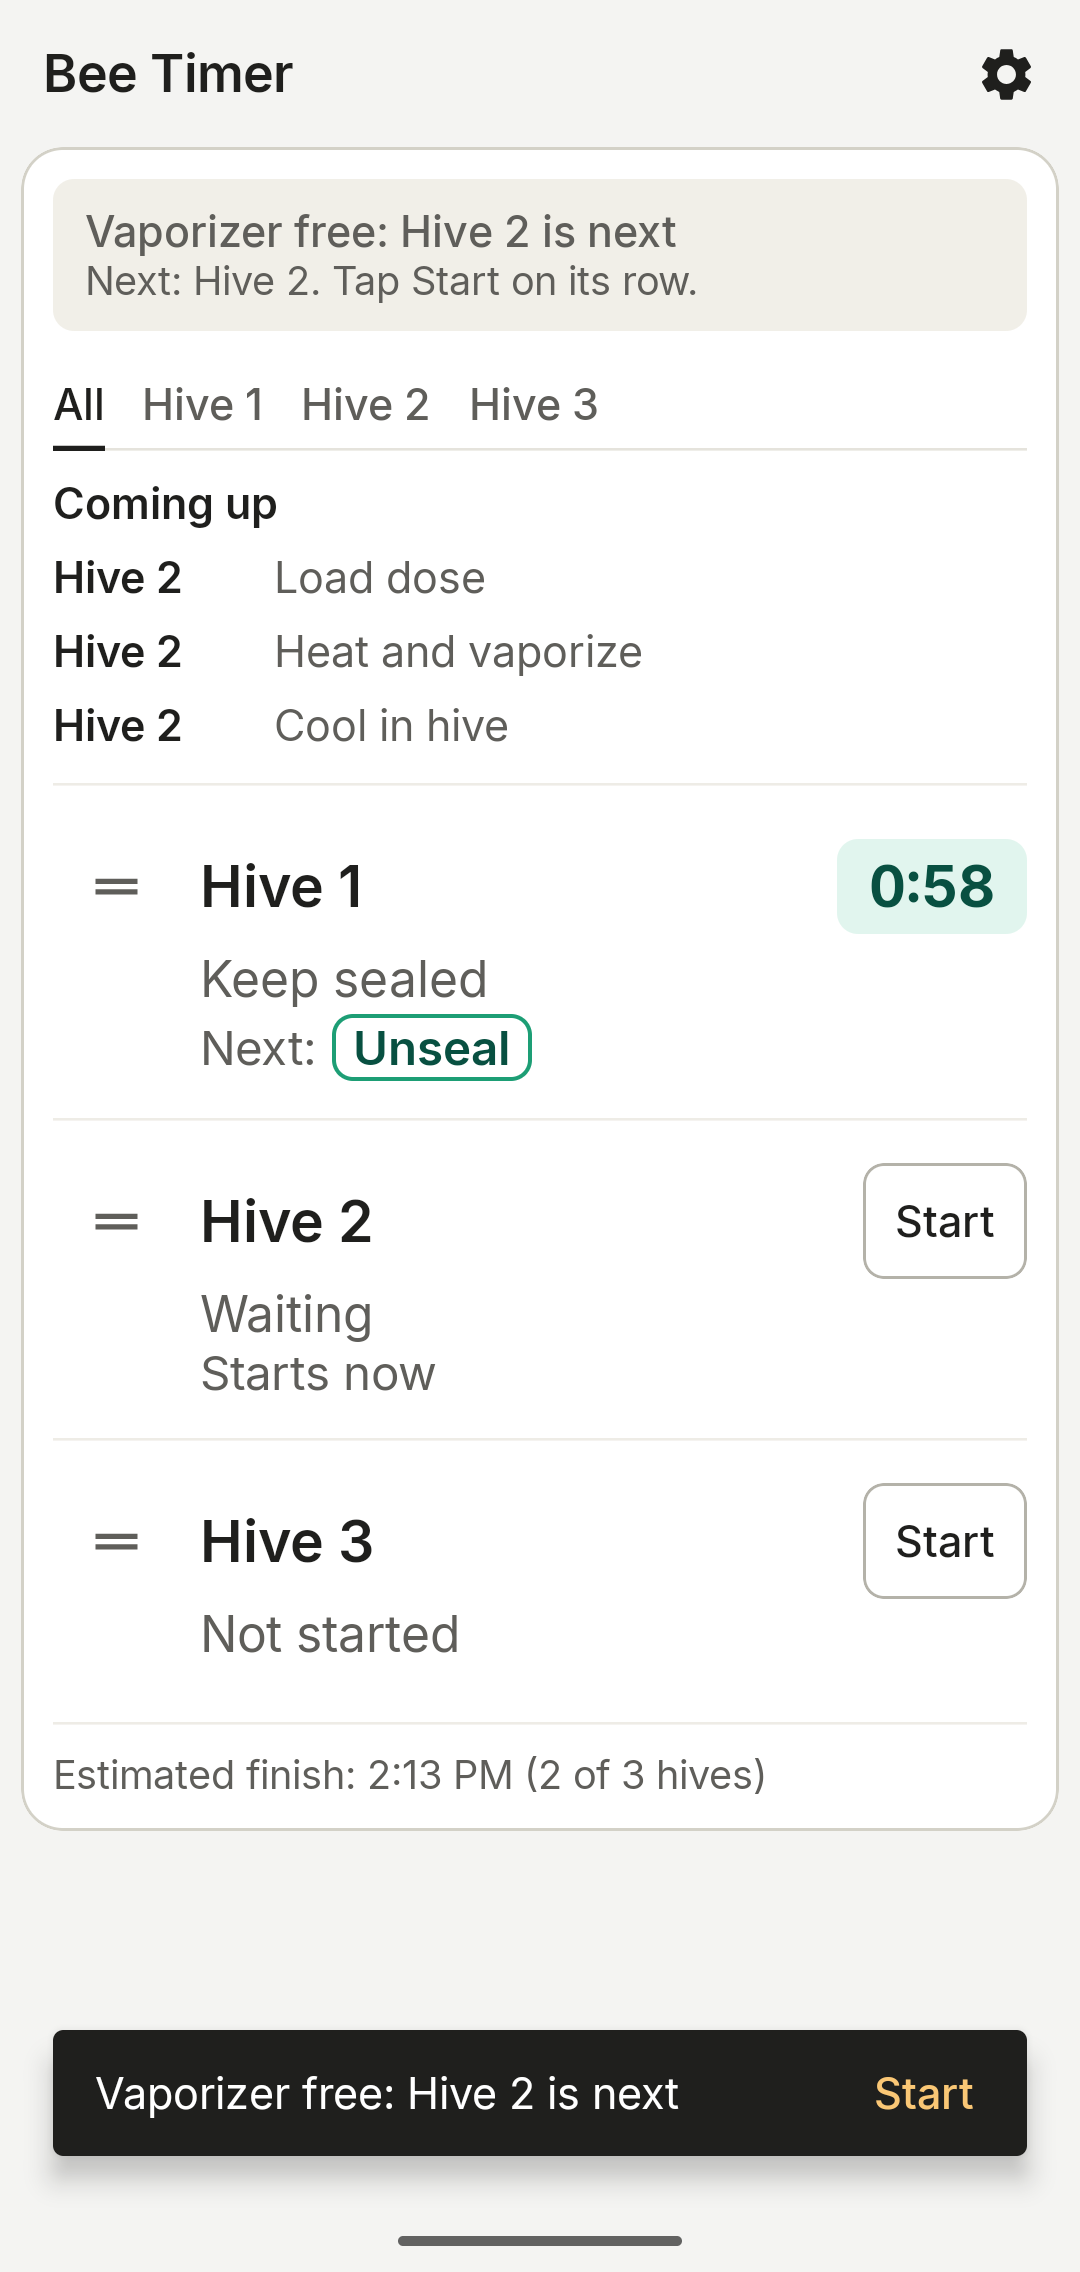 Bee Timer
Vaporizer free: Hive 2 is next
Next: Hive 2. Tap Start on its row.
All Hive 1 Hive 2 Hive 3
Coming up
Hive 2 Load dose
Hive 2 Heat and vaporize
Hive 2 Cool in hive
Hive 1 0:58
Keep sealed
Next: Unseal
Hive 2 Start
Waiting
Starts now
Hive 3 Start
Not started
Estimated finish: 2:13 PM (2 of 3 hives)
Vaporizer free: Hive 2 is next Start